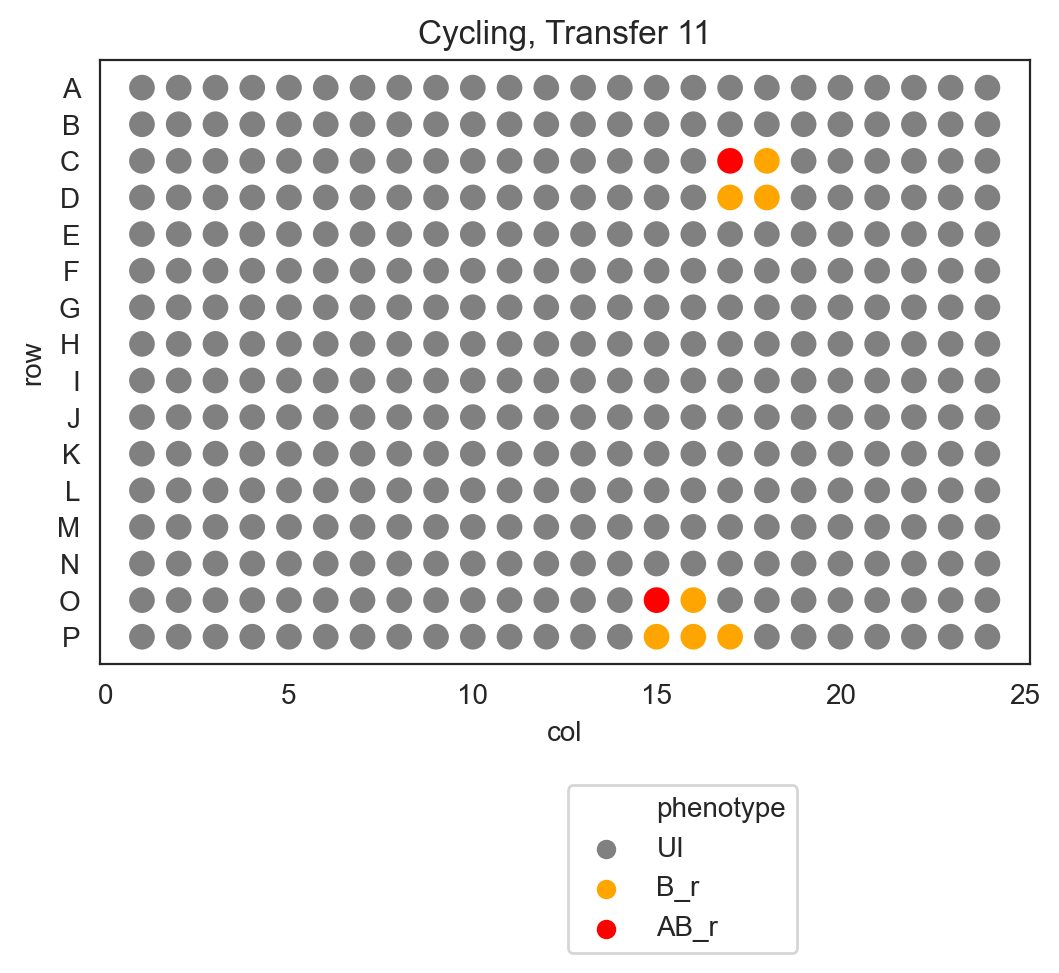 Cycling, Transfer 11
row
A
B
C
D
E
F
G
H
I
J
K
L
M
N
O
P
0 5 10 15 20 25
col
phenotype
UI
B_r
AB_r